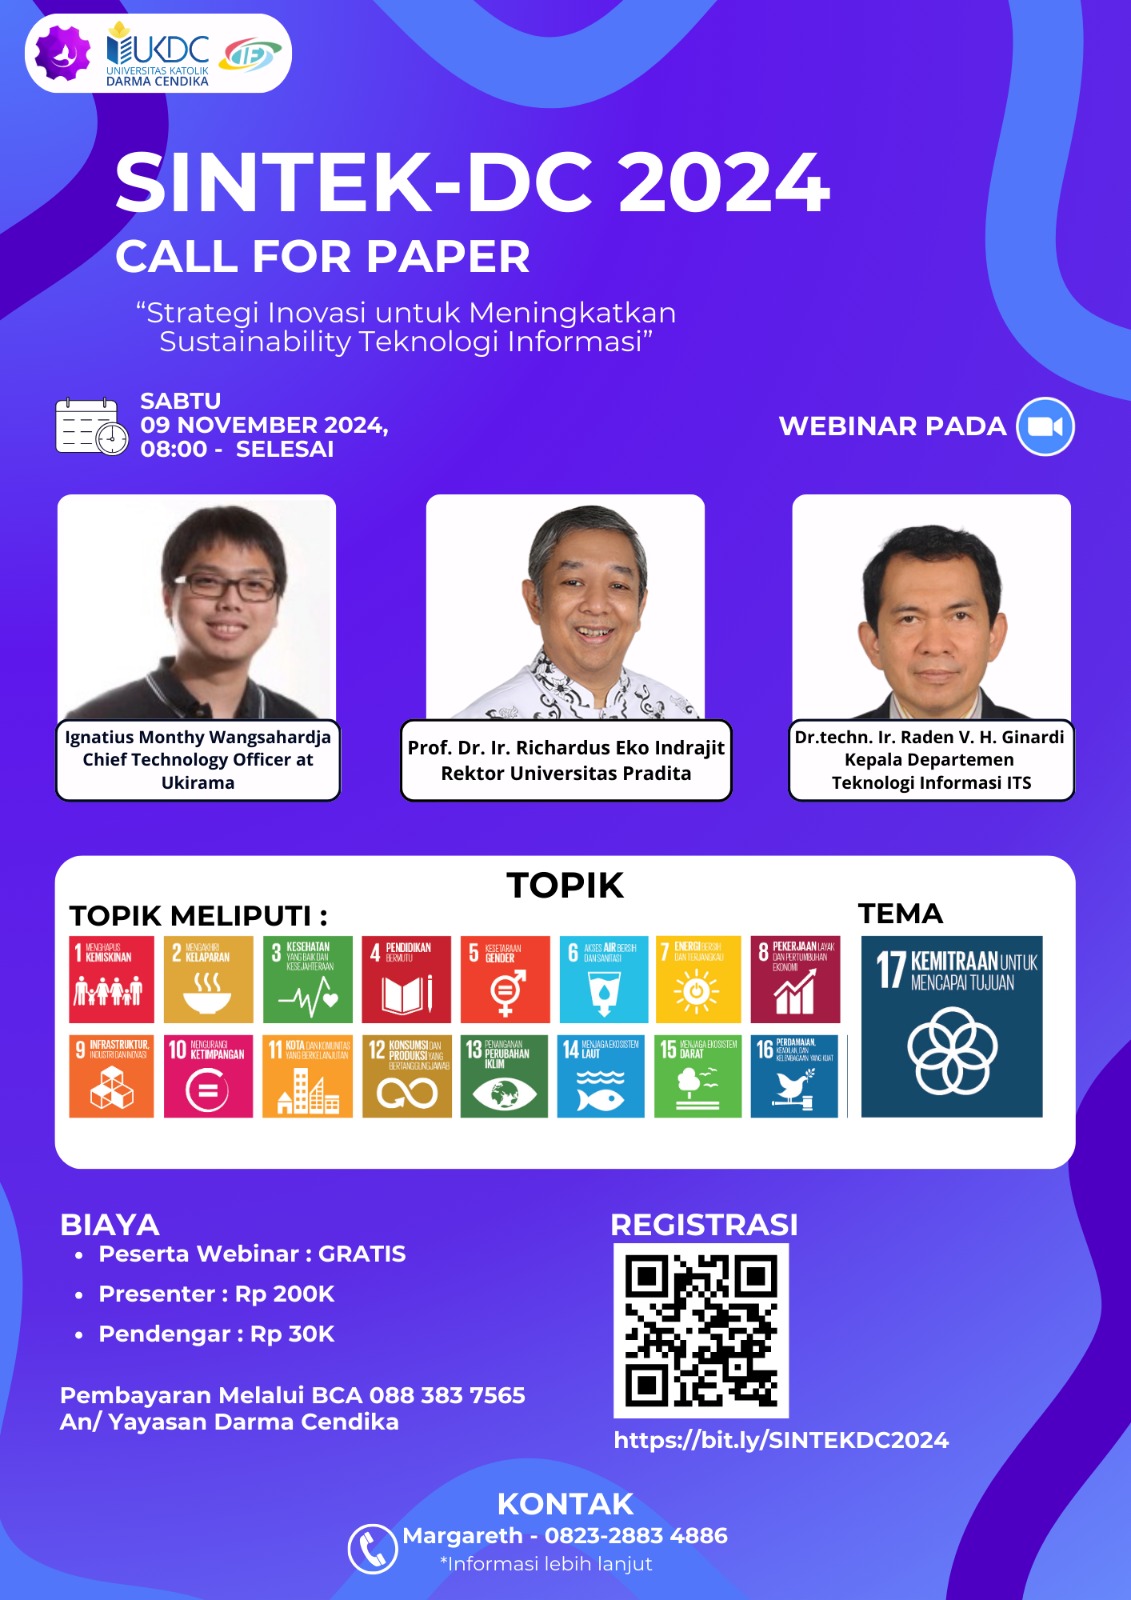 UKDC
UNIVERSITAS KATOLIK
DARMA CENDIKA
SINTEK-DC 2024
CALL FOR PAPER
“Strategi Inovasi untuk Meningkatkan
Sustainability Teknologi Informasi”
SABTU
09 NOVEMBER 2024,
08:00 - SELESAI
WEBINAR PADA
Ignatius Monthy Wangsahardja
Chief Technology Officer at
Ukirama
Prof. Dr. Ir. Richardus Eko Indrajit
Rektor Universitas Pradita
Dr.techn. Ir. Raden V. H. Ginardi
Kepala Departemen
Teknologi Informasi ITS
TOPIK
TOPIK MELIPUTI :
TEMA
1 MENGHAPUS
KEMISKINAN
2 MENGAKHIRI
KELAPARAN
3 KESEHATAN
YANG BAIK DAN
KESEJAHTERAAN
4 PENDIDIKAN
BERMUTU
5 KESETARAAN
GENDER
6 AKSES AIR BERSIH
DAN SANITASI
7 ENERGI BERSIH
DAN TERJANGKAU
8 PEKERJAAN LAYAK
DAN PERTUMBUHAN
EKONOMI
17 KEMITRAAN UNTUK
MENCAPAI TUJUAN
9 INFRASTRUKTUR,
INDUSTRI DAN INOVASI
10 MENGURANGI
KETIMPANGAN
11 KOTA DAN KOMUNITAS
YANG BERKELANJUTAN
12 KONSUMSI DAN
PRODUKSI YANG
BERTANGGUNGJAWAB
13 PENANGANAN
PERUBAHAN
IKLIM
14 MENJAGA EKOSISTEM
LAUT
15 MENJAGA EKOSISTEM
DARAT
16 PERDAMAIAN,
KEADILAN, DAN
KELEMBAGAAN YANG KUAT
BIAYA
• Peserta Webinar : GRATIS
• Presenter : Rp 200K
• Pendengar : Rp 30K
Pembayaran Melalui BCA 088 383 7565
An/ Yayasan Darma Cendika
REGISTRASI
https://bit.ly/SINTEKDC2024
KONTAK
Margareth - 0823-2883 4886
*Informasi lebih lanjut